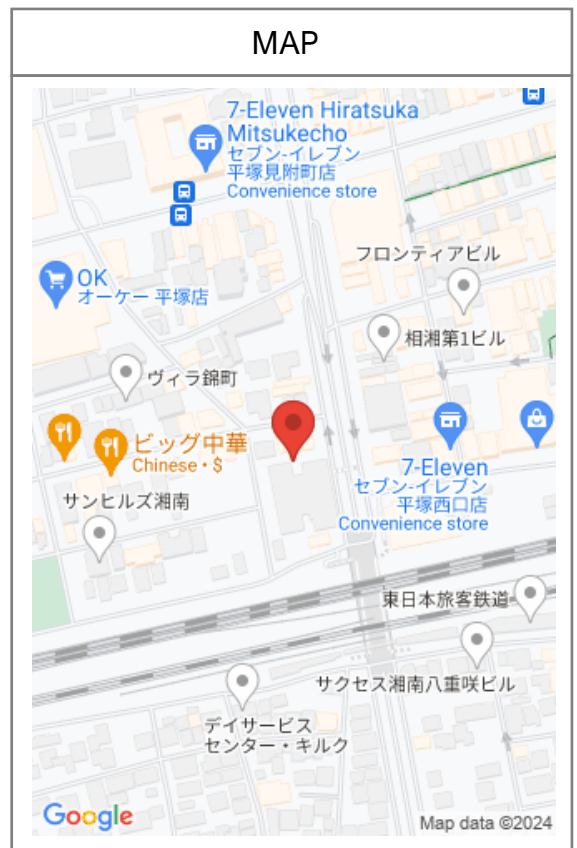 MAP
7-Eleven Hiratsuka
Mitsukecho
セブン-イレブン
平塚見附町店
Convenience store
フロンティアビル
OK
オーケー 平塚店
相湘第1ビル
ヴィラ錦町
ビッグ中華
Chinese・$
7-Eleven
セブン-イレブン
平塚西口店
Convenience store
サンヒルズ湘南
東日本旅客鉄道
サクセス湘南八重咲ビル
デイサービス
センター・キルク
Google
Map data ©2024